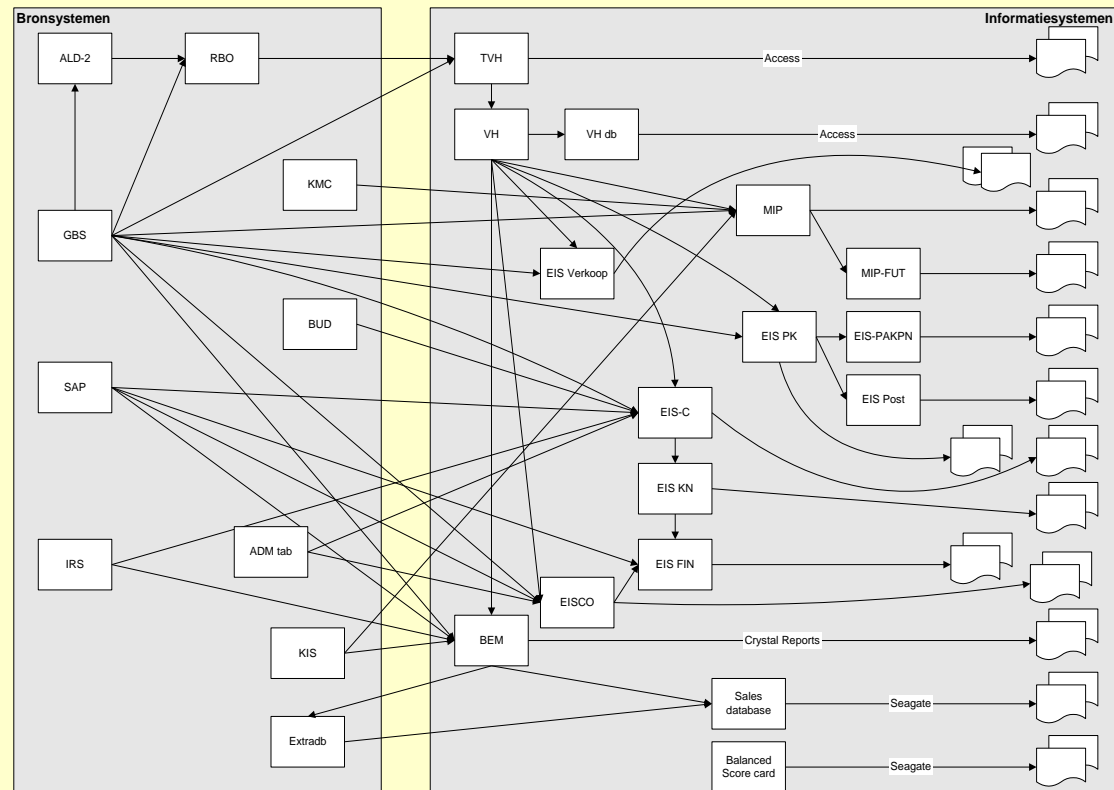 Bronsystemen
Informatiesystemen
ALD-2
RBO
TVH
Access
VH
VH db
Access
KMC
MIP
GBS
EIS Verkoop
MIP-FUT
BUD
EIS PK
EIS-PAKPN
SAP
EIS-C
EIS Post
EIS KN
ADM tab
IRS
EIS FIN
EISCO
KIS
BEM
Crystal Reports
Sales
database
Seagate
Extradb
Balanced
Score card
Seagate